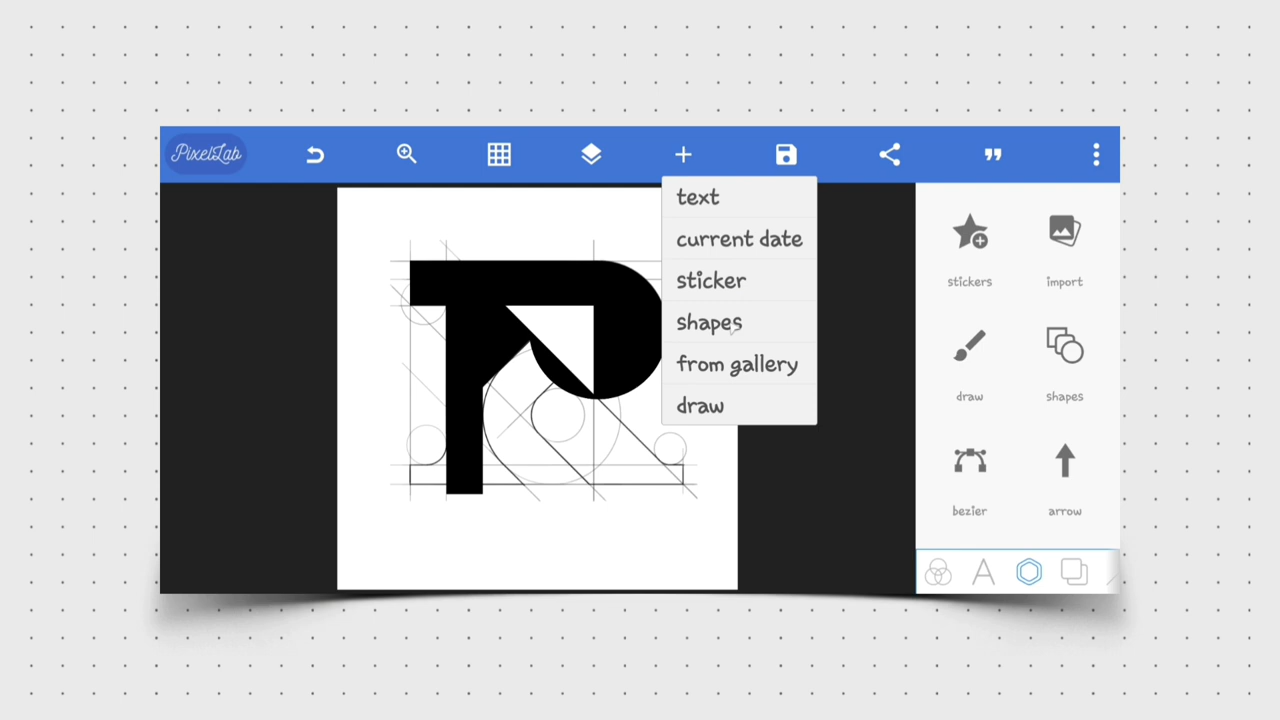 PixelLab
text
current date
sticker
shapes
from gallery
draw
stickers
import
draw
shapes
bezier
arrow